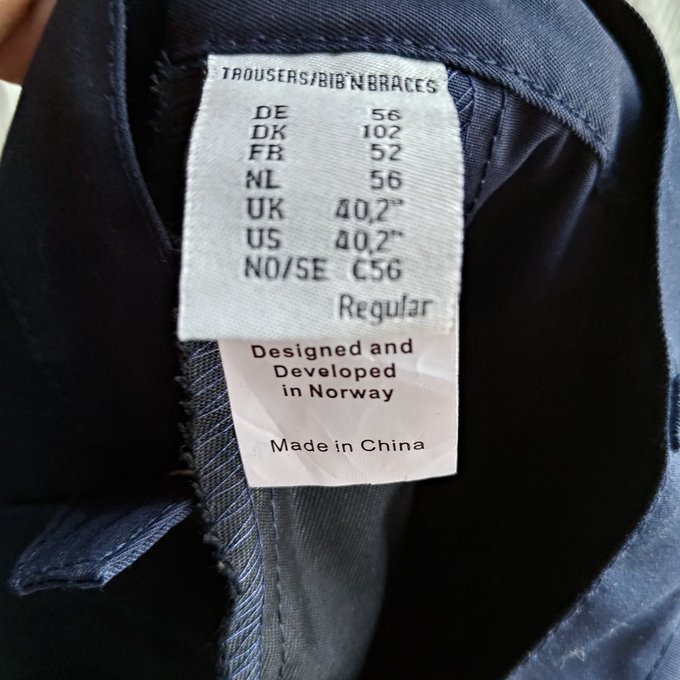 TROUSERS/BIB'N BRACES
DE 56
DK 102
FR 52
NL 56
UK 40,2"
US 40,2"
NO/SE C56
Regular
Designed and
Developed
in Norway
Made in China